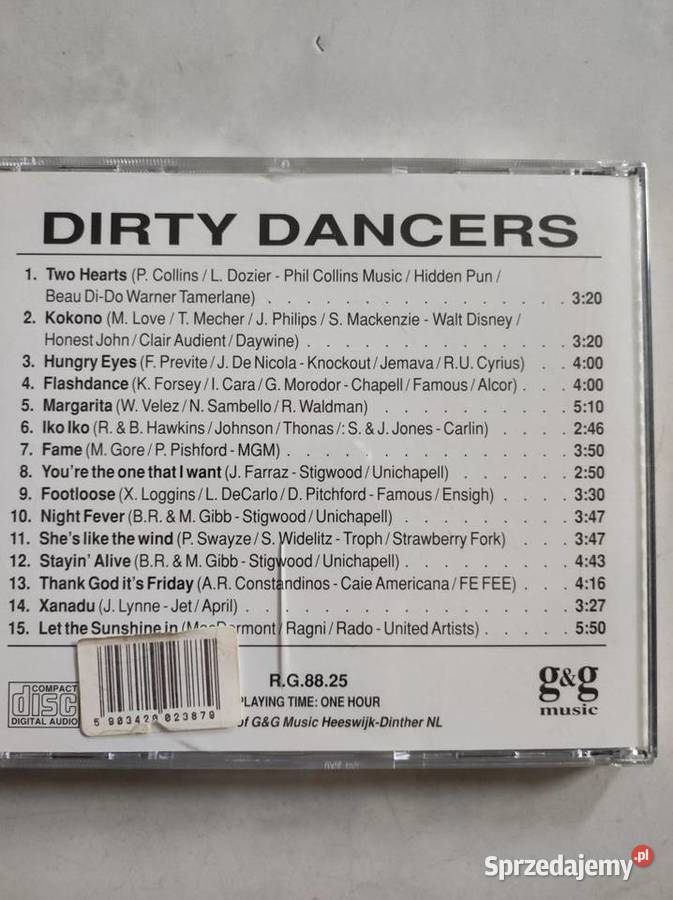 DIRTY DANCERS
1. Two Hearts (P. Collins / L. Dozier - Phil Collins Music / Hidden Pun /
Beau Di-Do Warner Tamerlane) . . . . . . . . . . . . . . . 3:20
2. Kokono (M. Love / T. Mecher / J. Philips / S. Mackenzie - Walt Disney /
Honest John / Clair Audient / Daywine) . . . . . . . . . . . . . 3:20
3. Hungry Eyes (F. Previte / J. De Nicola - Knockout / Jemava / R.U. Cyrius) . . . 4:00
4. Flashdance (K. Forsey / I. Cara / G. Morodor - Chapell / Famous / Alcor) . . . 4:00
5. Margarita (W. Velez / N. Sambello / R. Waldman) . . . . . . . . . . 5:10
6. Iko Iko (R. & B. Hawkins / Johnson / Thonas /: S. & J. Jones - Carlin) . . . . 2:46
7. Fame (M. Gore / P. Pishford - MGM) . . . . . . . . . . . . . . 3:50
8. You're the one that I want (J. Farraz - Stigwood / Unichapell) . . . . . . 2:50
9. Footloose (X. Loggins / L. DeCarlo / D. Pitchford - Famous / Ensigh) . . . . 3:30
10. Night Fever (B.R. & M. Gibb - Stigwood / Unichapell) . . . . . . . . 3:47
11. She's like the wind (P. Swayze / S. Widelitz - Troph / Strawberry Fork) . . . 3:47
12. Stayin' Alive (B.R. & M. Gibb - Stigwood / Unichapell) . . . . . . . . 4:43
13. Thank God it's Friday (A.R. Constandinos - Caie Americana / FE FEE) . . . 4:16
14. Xanadu (J. Lynne - Jet / April) . . . . . . . . . . . . . . . . 3:27
15. Let the Sunshine in (MacDermont / Ragni / Rado - United Artists) . . . . . 5:50
R.G.88.25
PLAYING TIME: ONE HOUR
of G&G Music Heeswijk-Dinther NL
COMPACT
disc
DIGITAL AUDIO
5 903420 023879
g&g
music
Sprzedajemy.pl